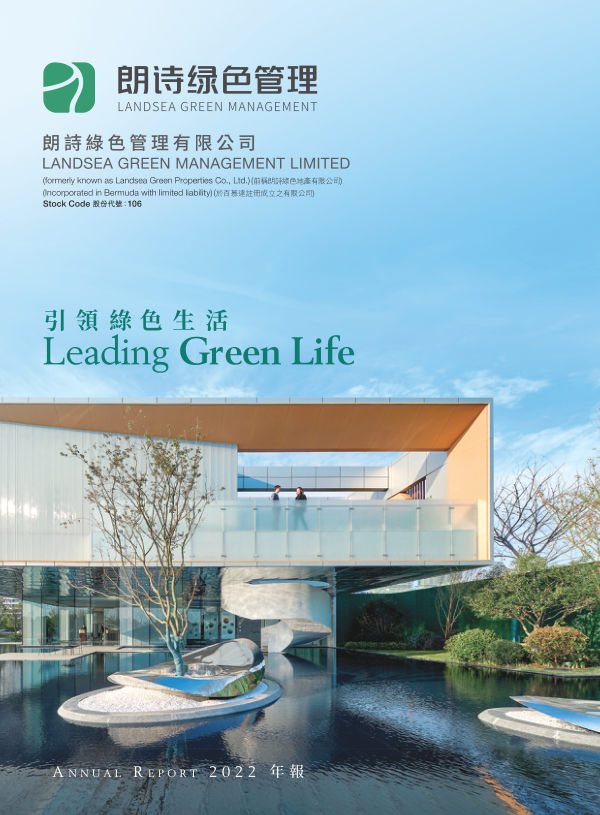 朗诗绿色管理
LANDSEA GREEN MANAGEMENT
朗詩綠色管理有限公司
LANDSEA GREEN MANAGEMENT LIMITED
(formerly known as Landsea Green Properties Co., Ltd.) (前稱朗詩綠色地產有限公司)
(Incorporated in Bermuda with limited liability) (於百慕達註冊成立之有限公司)
Stock Code 股份代號 : 106
引領綠色生活
Leading Green Life
ANNUAL REPORT 2022 年報